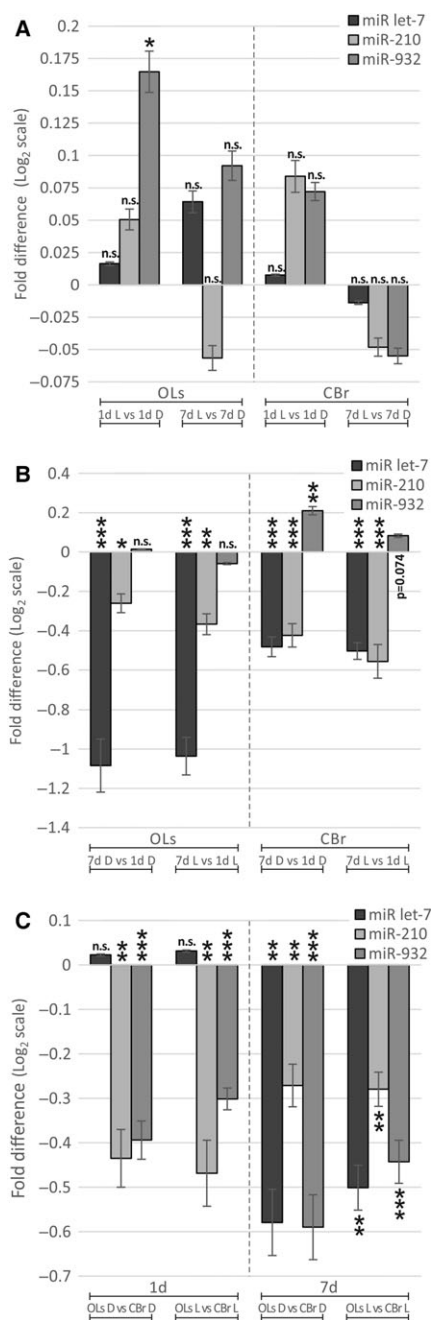 A
miR let-7
miR-210
miR-932
Fold difference (Log₂ scale)
0.2
0.175
0.15
0.125
0.1
0.075
0.05
0.025
0
−0.025
−0.05
−0.075
n.s. n.s. * n.s. n.s. n.s. n.s. n.s. n.s. n.s. n.s. n.s.
OLs CBr
1d L vs 1d D 7d L vs 7d D 1d L vs 1d D 7d L vs 7d D
B
miR let-7
miR-210
miR-932
Fold difference (Log₂ scale)
0.4
0.2
0
−0.2
−0.4
−0.6
−0.8
−1
−1.2
−1.4
*** * n.s. *** ** n.s. *** *** ** *** *** p=0.074
OLs CBr
7d D vs 1d D 7d L vs 1d L 7d D vs 1d D 7d L vs 1d L
C
miR let-7
miR-210
miR-932
Fold difference (Log₂ scale)
0.1
0
−0.1
−0.2
−0.3
−0.4
−0.5
−0.6
−0.7
n.s. ** *** n.s. ** *** ** ** *** ** ** ***
1d 7d
OLs D vs CBr D OLs L vs CBr L OLs D vs CBr D OLs L vs CBr L